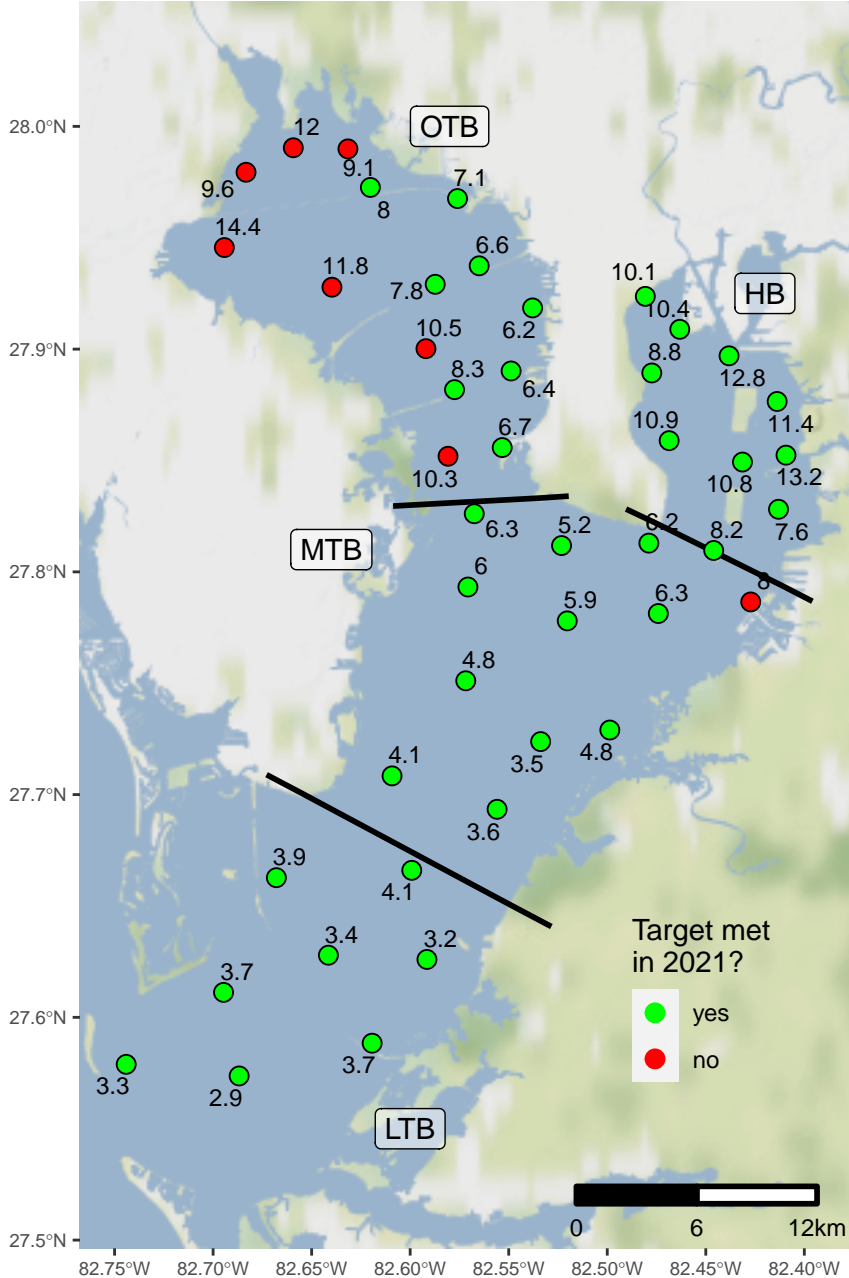 28.0°N
27.9°N
27.8°N
27.7°N
27.6°N
27.5°N
OTB
12
9.1
9.6
8
7.1
14.4
11.8
7.8
6.6
10.5
6.2
8.3
6.4
6.7
10.3
HB
10.1
10.4
8.8
12.8
11.4
10.9
10.8
13.2
7.6
6.2
8.2
8
MTB
6.3
5.2
6
5.9
6.3
4.8
4.8
3.5
4.1
3.6
3.9
4.1
3.4
3.2
3.7
3.7
3.3
2.9
LTB
Target met
in 2021?
yes
no
0 6 12km
82.75°W 82.70°W 82.65°W 82.60°W 82.55°W 82.50°W 82.45°W 82.40°W